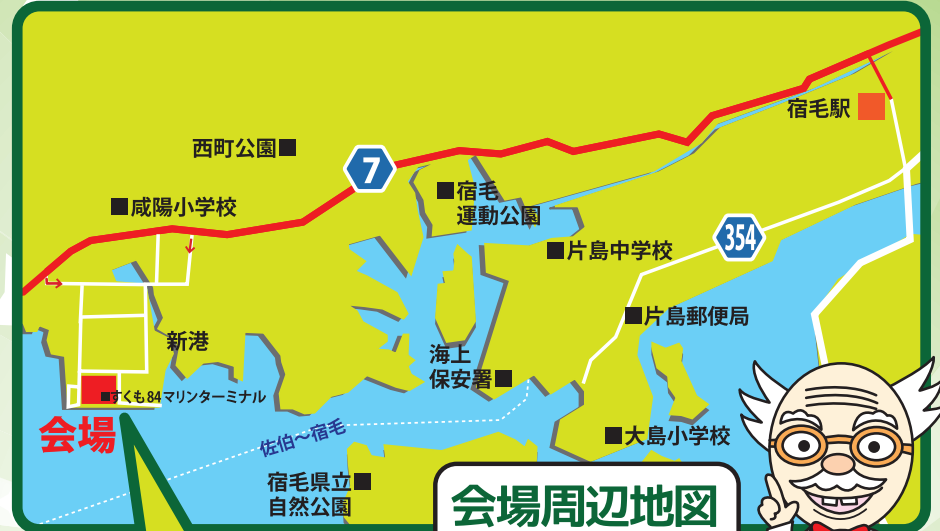 宿毛駅
西町公園
7
宿毛
運動公園
咸陽小学校
354
片島中学校
片島郵便局
新港
海上
保安署
すくも84マリンターミナル
会場
佐伯～宿毛
大島小学校
宿毛県立
自然公園
会場周辺地図